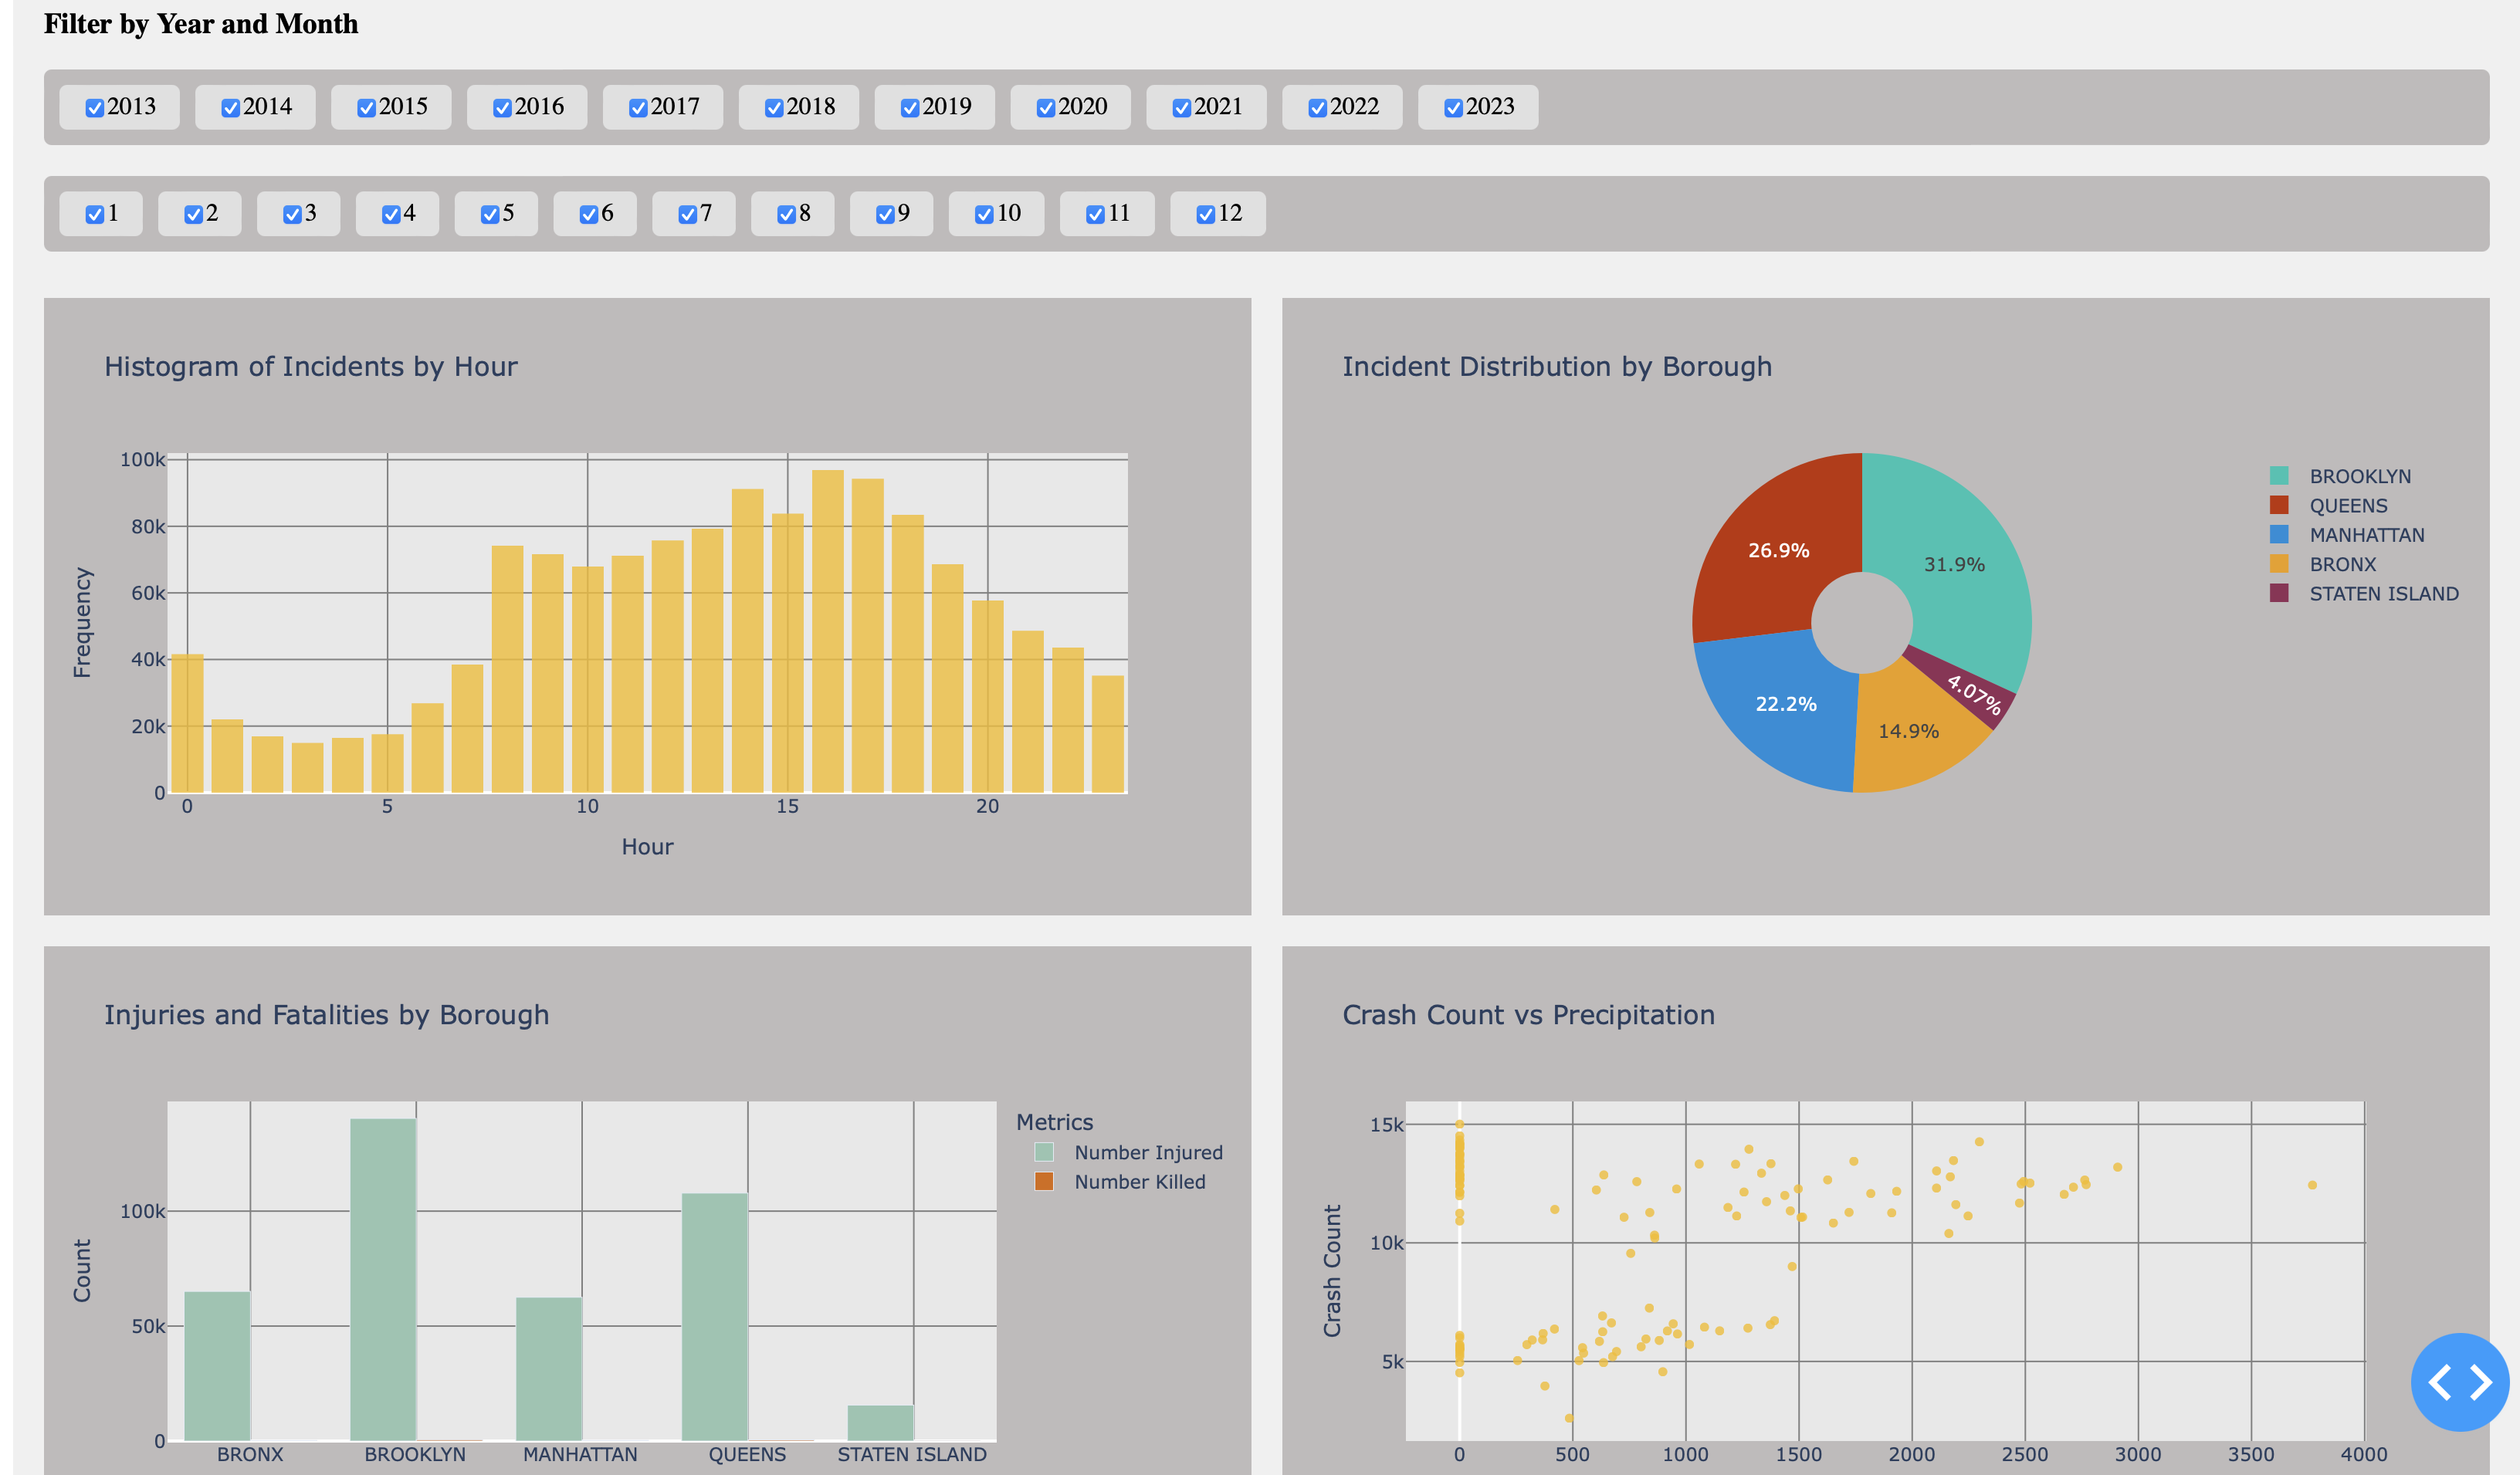 Filter by Year and Month
2013 2014 2015 2016 2017 2018 2019 2020 2021 2022 2023
1 2 3 4 5 6 7 8 9 10 11 12
Histogram of Incidents by Hour
100k
80k
60k
40k
20k
0
Frequency
0 5 10 15 20
Hour
Incident Distribution by Borough
31.9%
26.9%
22.2%
14.9%
4.07%
BROOKLYN
QUEENS
MANHATTAN
BRONX
STATEN ISLAND
Injuries and Fatalities by Borough
100k
50k
0
Count
BRONX BROOKLYN MANHATTAN QUEENS STATEN ISLAND
Metrics
Number Injured
Number Killed
Crash Count vs Precipitation
15k
10k
5k
Crash Count
0 500 1000 1500 2000 2500 3000 3500 4000